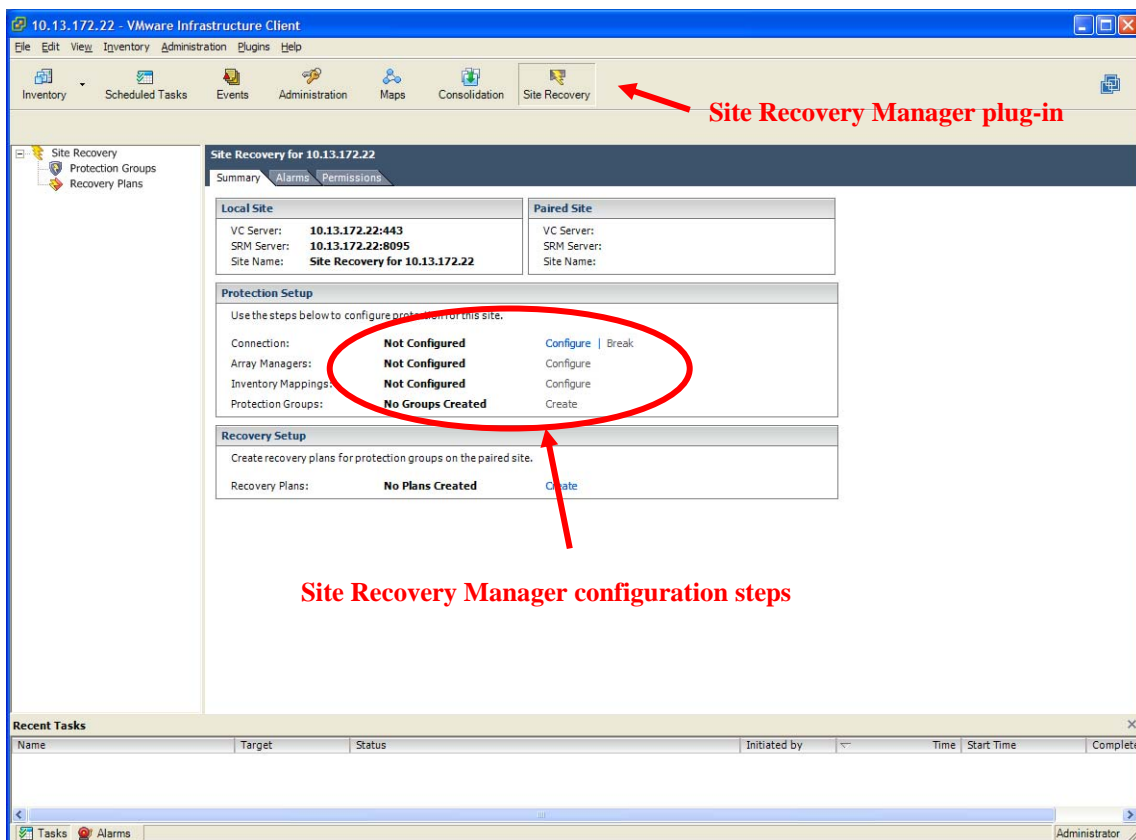 10.13.172.22 - VMware Infrastructure Client
File Edit View Inventory Administration Plugins Help
Inventory Scheduled Tasks Events Administration Maps Consolidation Site Recovery
Site Recovery Manager plug-in
Site Recovery
Protection Groups
Recovery Plans
Site Recovery for 10.13.172.22
Summary Alarms Permissions
Local Site
VC Server: 10.13.172.22:443
SRM Server: 10.13.172.22:8095
Site Name: Site Recovery for 10.13.172.22
Paired Site
VC Server:
SRM Server:
Site Name:
Protection Setup
Use the steps below to configure protection for this site.
Connection: Not Configured Configure | Break
Array Managers: Not Configured Configure
Inventory Mappings: Not Configured Configure
Protection Groups: No Groups Created Create
Recovery Setup
Create recovery plans for protection groups on the paired site.
Recovery Plans: No Plans Created Create
Site Recovery Manager configuration steps
Recent Tasks
Name Target Status Initiated by Time Start Time Complete
Tasks Alarms Administrator